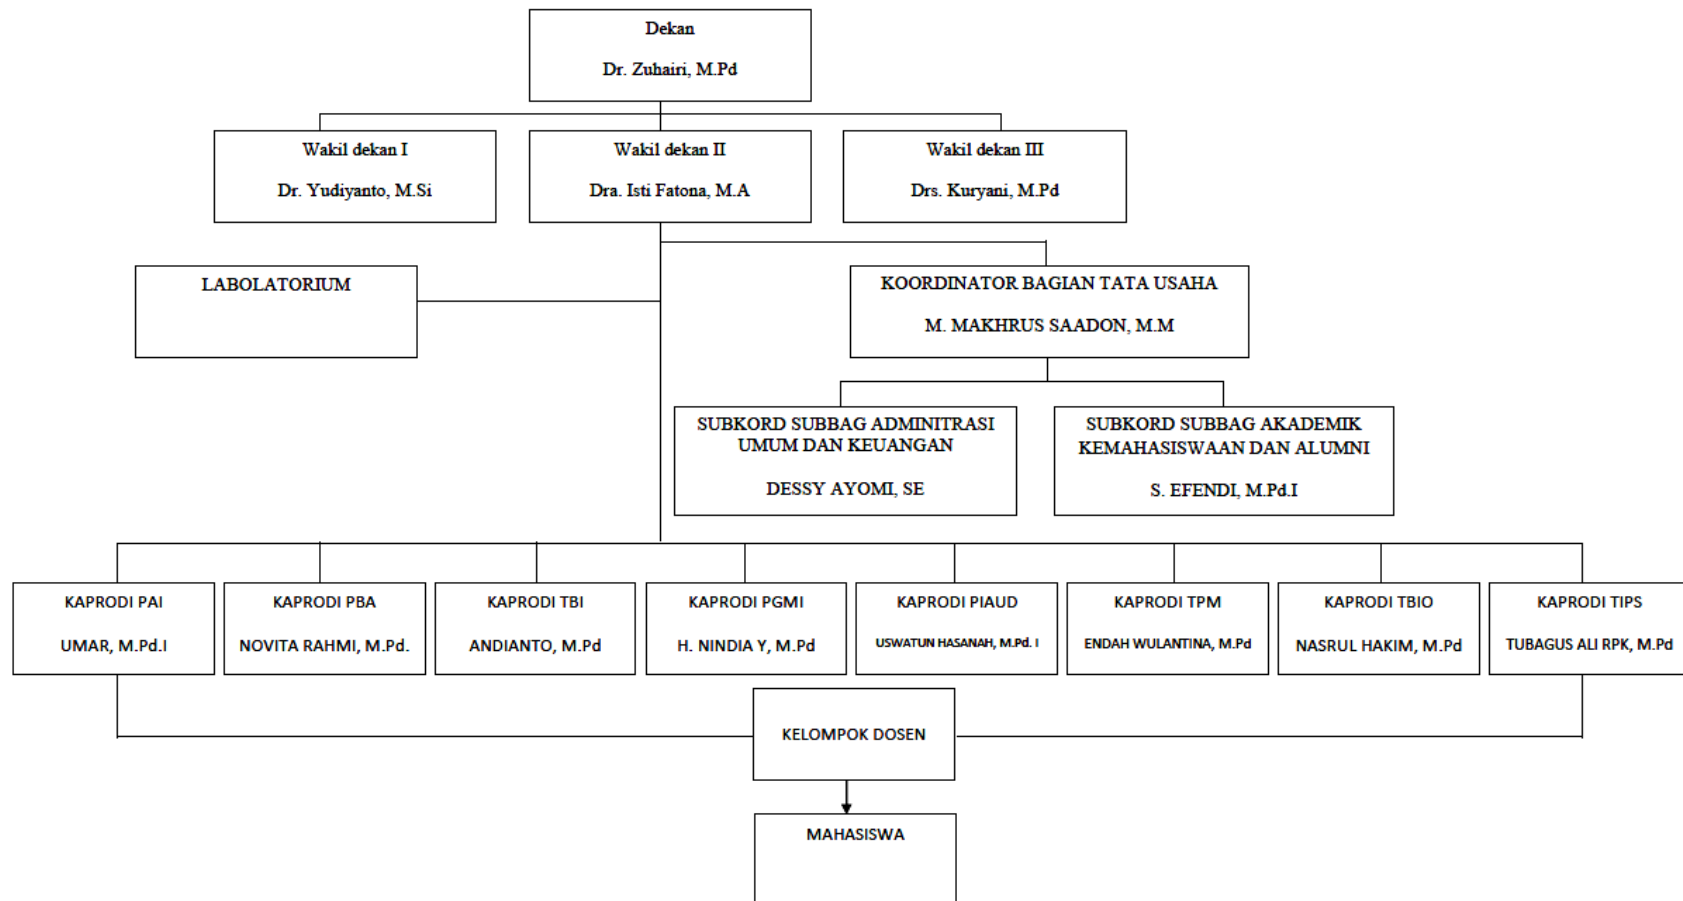 Dekan
Dr. Zuhairi, M.Pd
Wakil dekan I
Dr. Yudiyanto, M.Si
Wakil dekan II
Dra. Isti Fatona, M.A
Wakil dekan III
Drs. Kuryani, M.Pd
LABOLATORIUM
KOORDINATOR BAGIAN TATA USAHA
M. MAKHRUS SAADON, M.M
SUBKORD SUBBAG ADMINITRASI
UMUM DAN KEUANGAN
DESSY AYOMI, SE
SUBKORD SUBBAG AKADEMIK
KEMAHASISWAAN DAN ALUMNI
S. EFENDI, M.Pd.I
KAPRODI PAI
UMAR, M.Pd.I
KAPRODI PBA
NOVITA RAHMI, M.Pd.
KAPRODI TBI
ANDIANTO, M.Pd
KAPRODI PGMI
H. NINDIA Y, M.Pd
KAPRODI PIAUD
USWATUN HASANAH, M.Pd. I
KAPRODI TPM
ENDAH WULANTINA, M.Pd
KAPRODI TBIO
NASRUL HAKIM, M.Pd
KAPRODI TIPS
TUBAGUS ALI RPK, M.Pd
KELOMPOK DOSEN
MAHASISWA